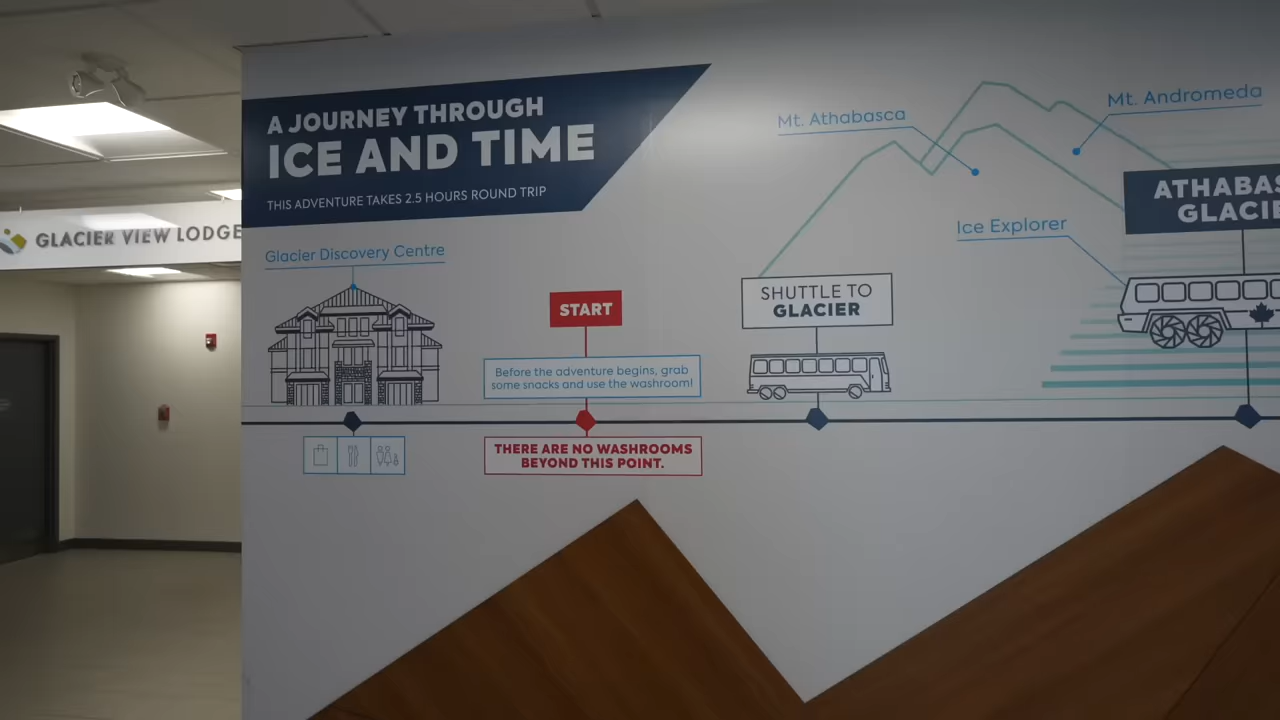 A JOURNEY THROUGH
ICE AND TIME
THIS ADVENTURE TAKES 2.5 HOURS ROUND TRIP
GLACIER VIEW LODGE
Glacier Discovery Centre
START
Before the adventure begins, grab
some snacks and use the washroom!
THERE ARE NO WASHROOMS
BEYOND THIS POINT.
SHUTTLE TO
GLACIER
Mt. Athabasca
Mt. Andromeda
Ice Explorer